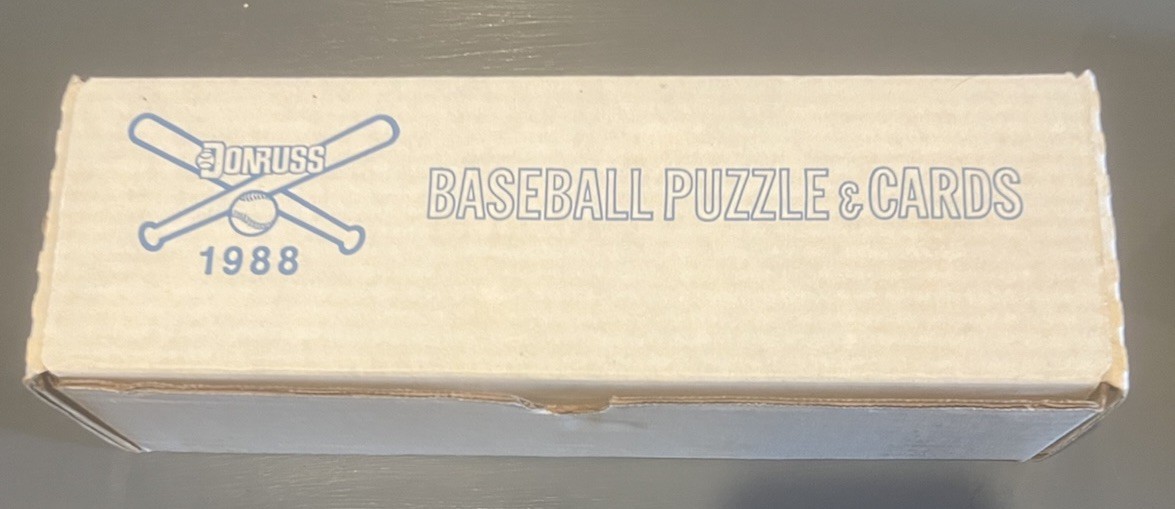 DONRUSS
1988
BASEBALL PUZZLE & CARDS